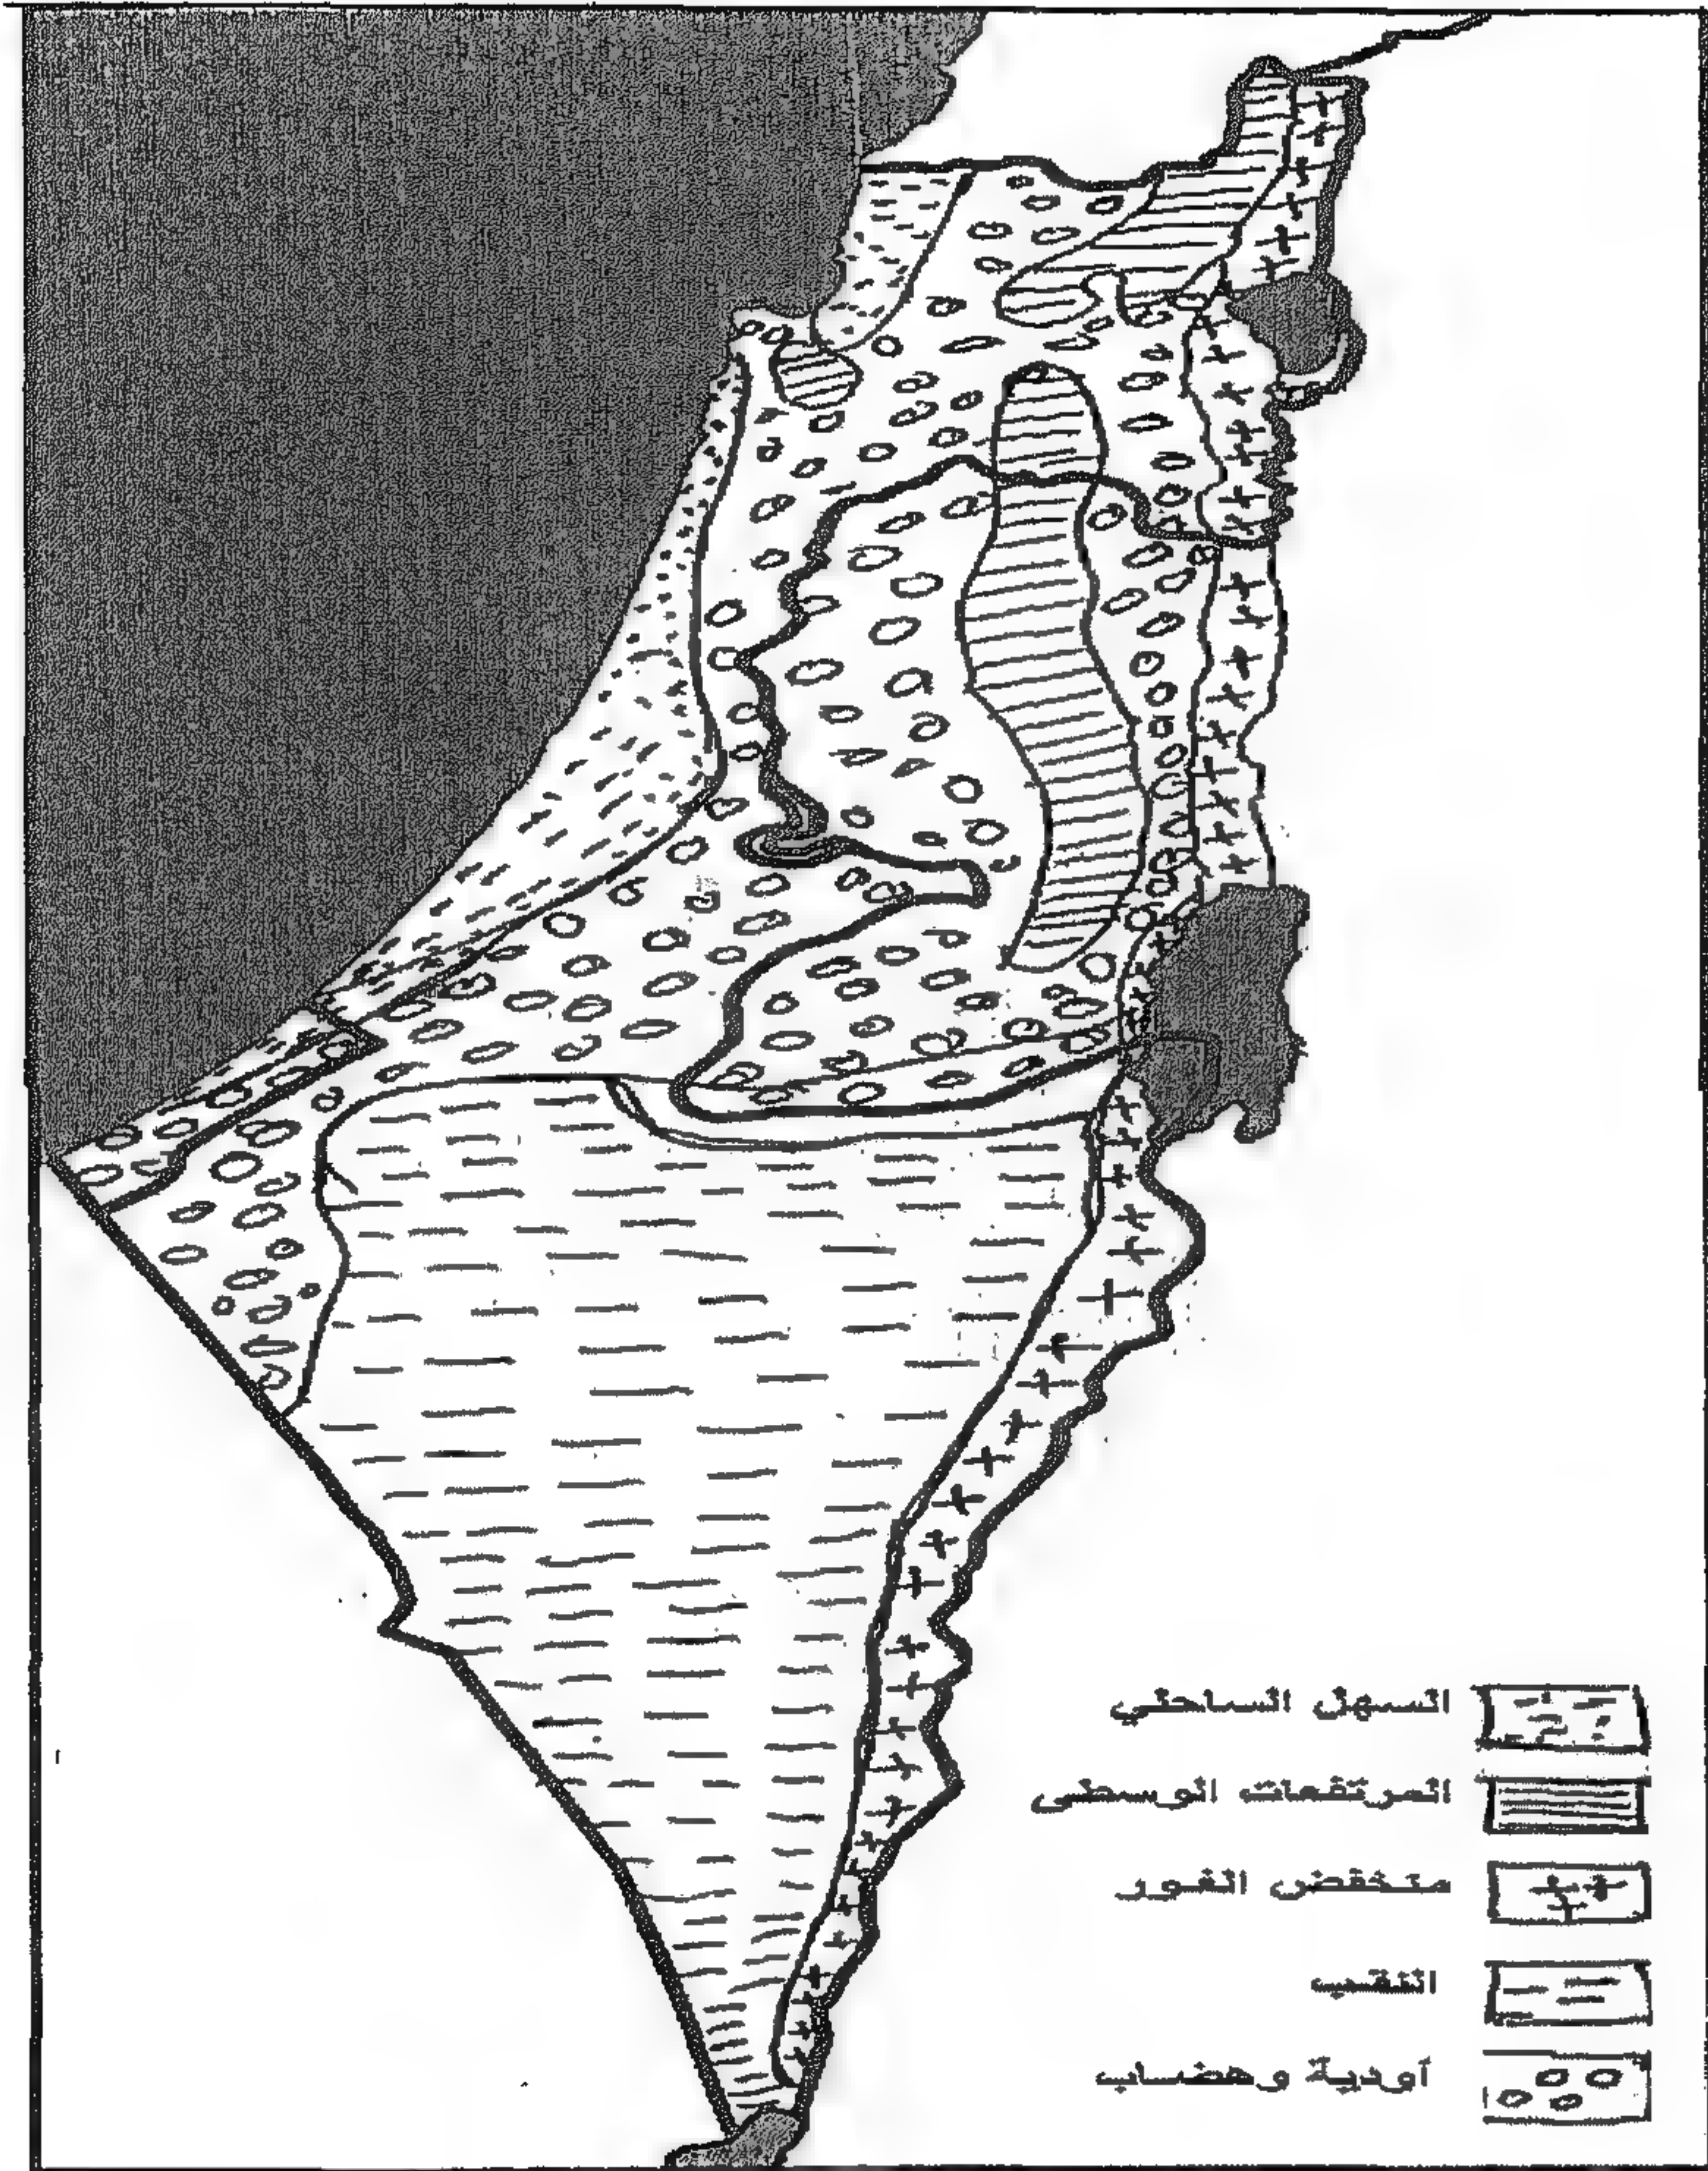 السهل الساحلي
المرتفعات الوسطى
منخفض الغور
النقب
أودية وهضاب